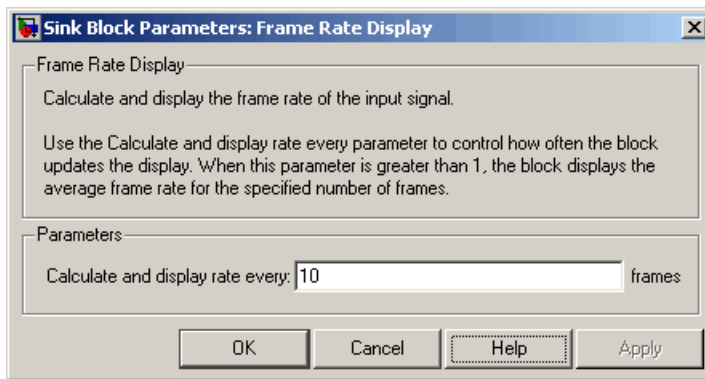 Sink Block Parameters: Frame Rate Display
Frame Rate Display
Calculate and display the frame rate of the input signal.
Use the Calculate and display rate every parameter to control how often the block
updates the display. When this parameter is greater than 1, the block displays the
average frame rate for the specified number of frames.
Parameters
Calculate and display rate every: 10 frames
OK Cancel Help Apply